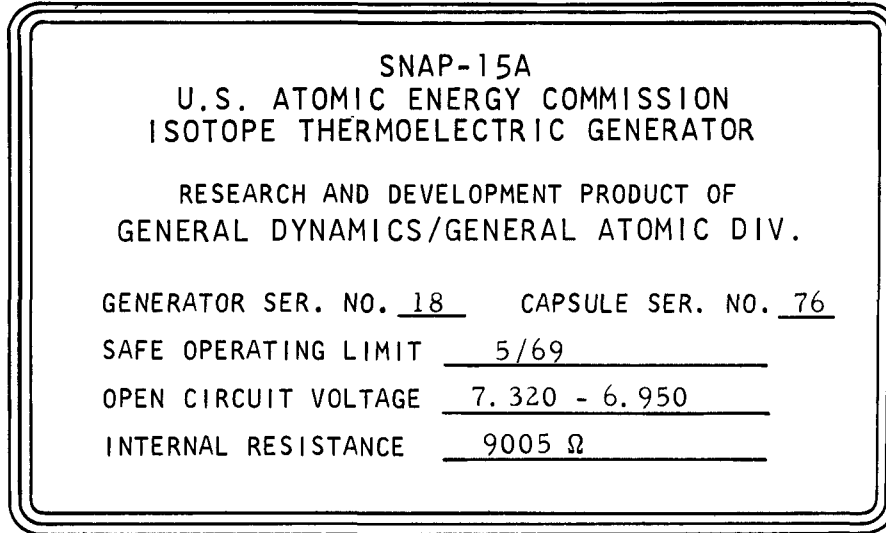 SNAP-15A
U.S. ATOMIC ENERGY COMMISSION
ISOTOPE THERMOELECTRIC GENERATOR
RESEARCH AND DEVELOPMENT PRODUCT OF
GENERAL DYNAMICS/GENERAL ATOMIC DIV.
GENERATOR SER. NO. 18 CAPSULE SER. NO. 76
SAFE OPERATING LIMIT 5/69
OPEN CIRCUIT VOLTAGE 7.320 - 6.950
INTERNAL RESISTANCE 9005 Ω